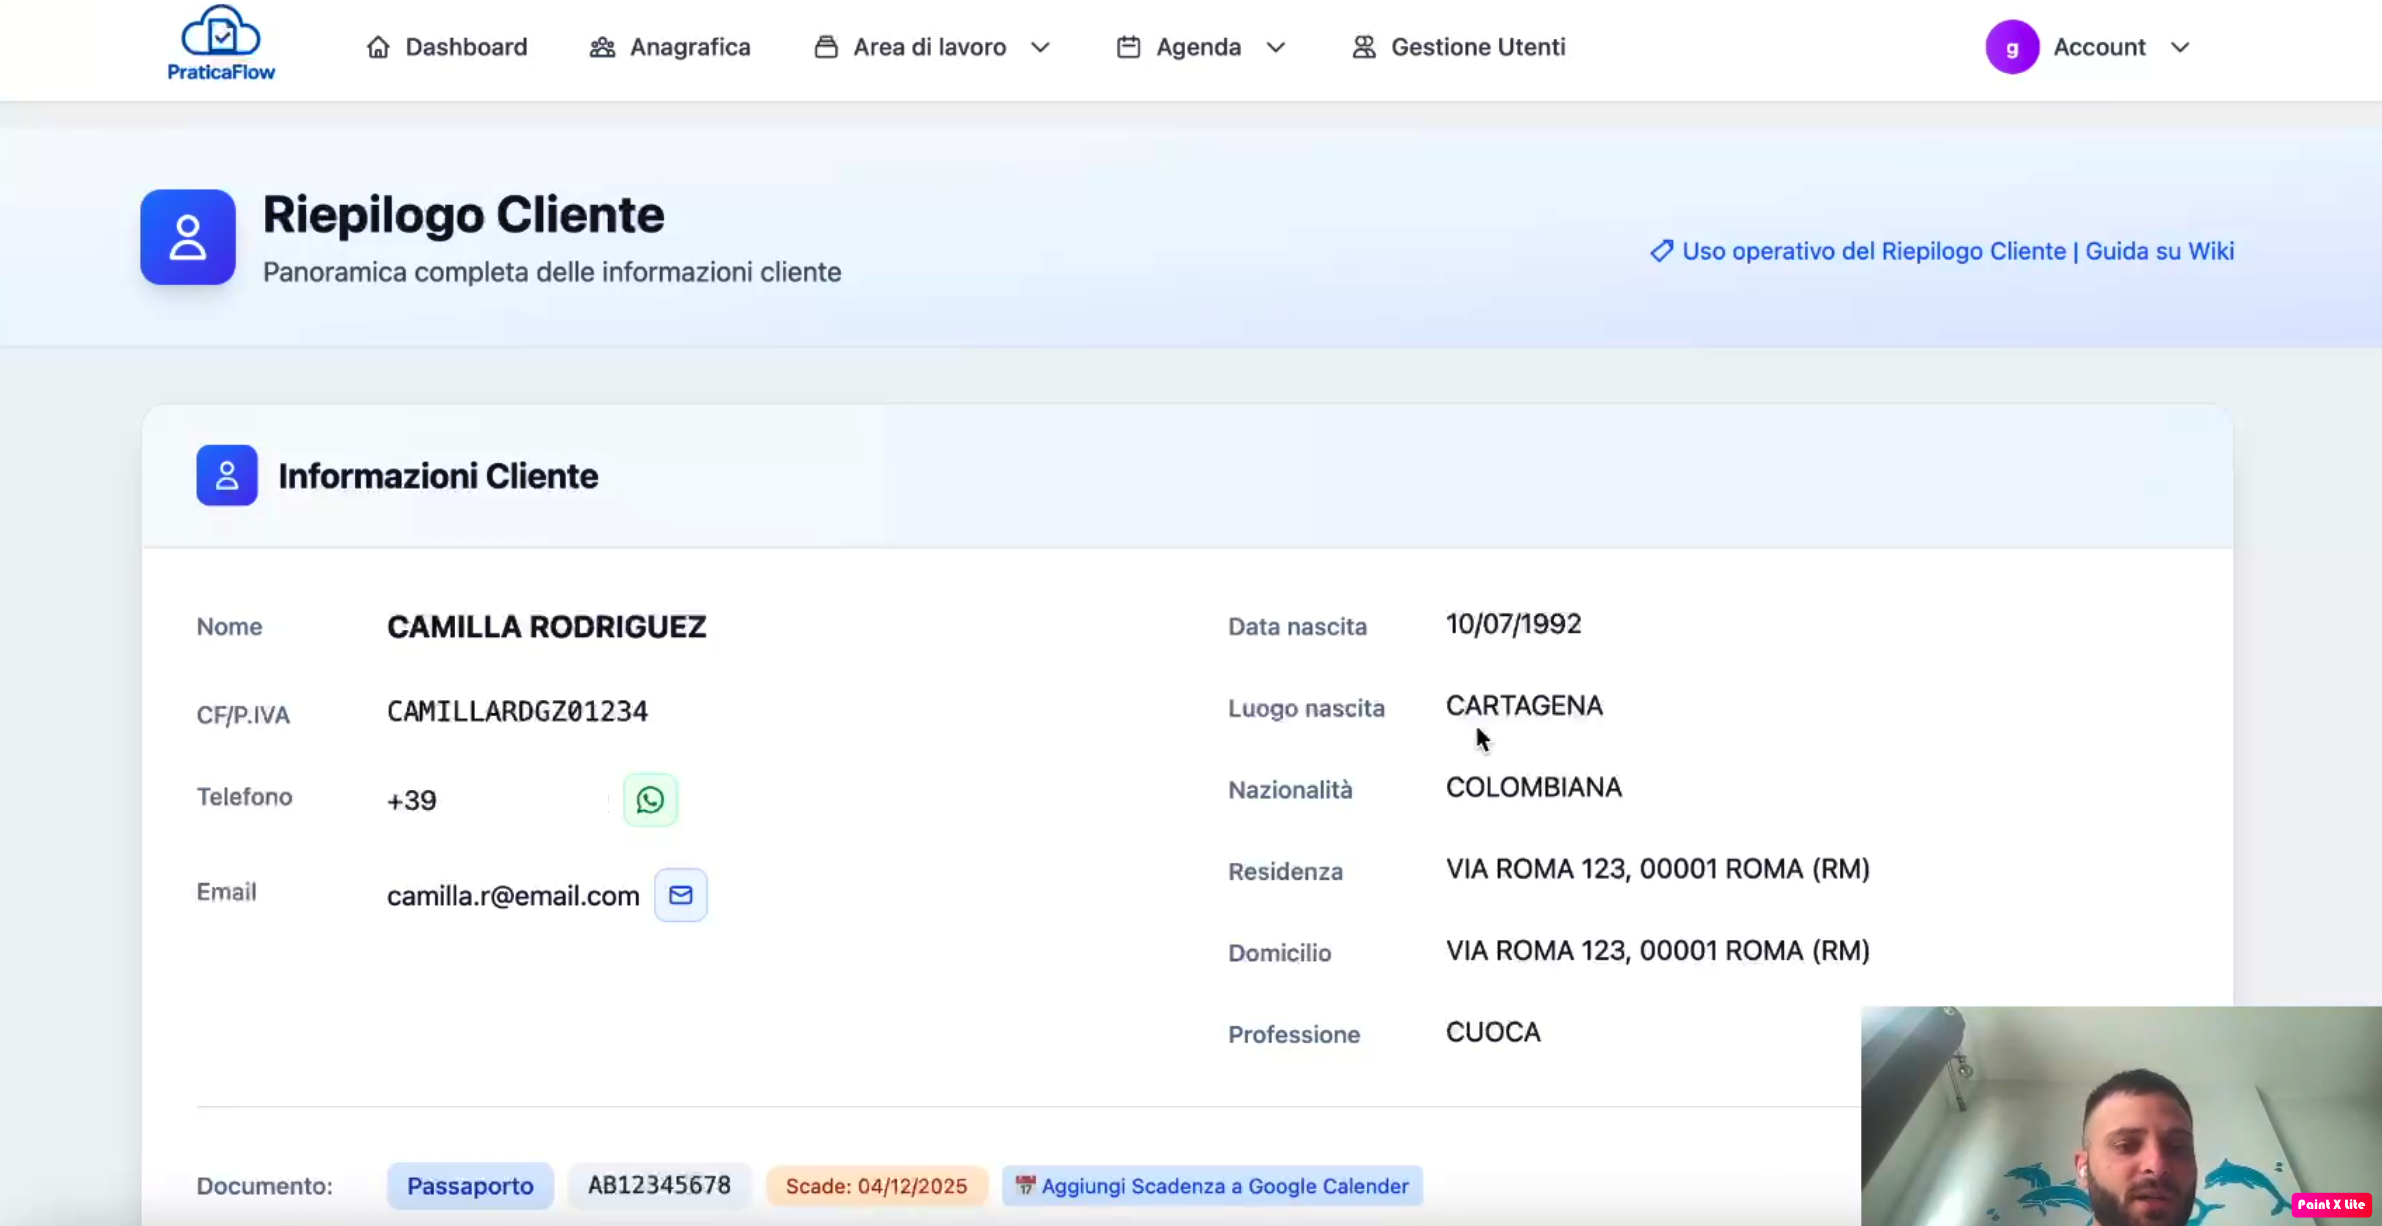 PraticaFlow
Dashboard
Anagrafica
Area di lavoro
Agenda
Gestione Utenti
g
Account
Riepilogo Cliente
Panoramica completa delle informazioni cliente
Uso operativo del Riepilogo Cliente | Guida su Wiki
Informazioni Cliente
Nome CAMILLA RODRIGUEZ
CF/P.IVA CAMILLARDGZ01234
Telefono +39
Email camilla.r@email.com
Data nascita 10/07/1992
Luogo nascita CARTAGENA
Nazionalità COLOMBIANA
Residenza VIA ROMA 123, 00001 ROMA (RM)
Domicilio VIA ROMA 123, 00001 ROMA (RM)
Professione CUOCA
Documento: Passaporto AB12345678 Scade: 04/12/2025 Aggiungi Scadenza a Google Calender
Paint X Lite